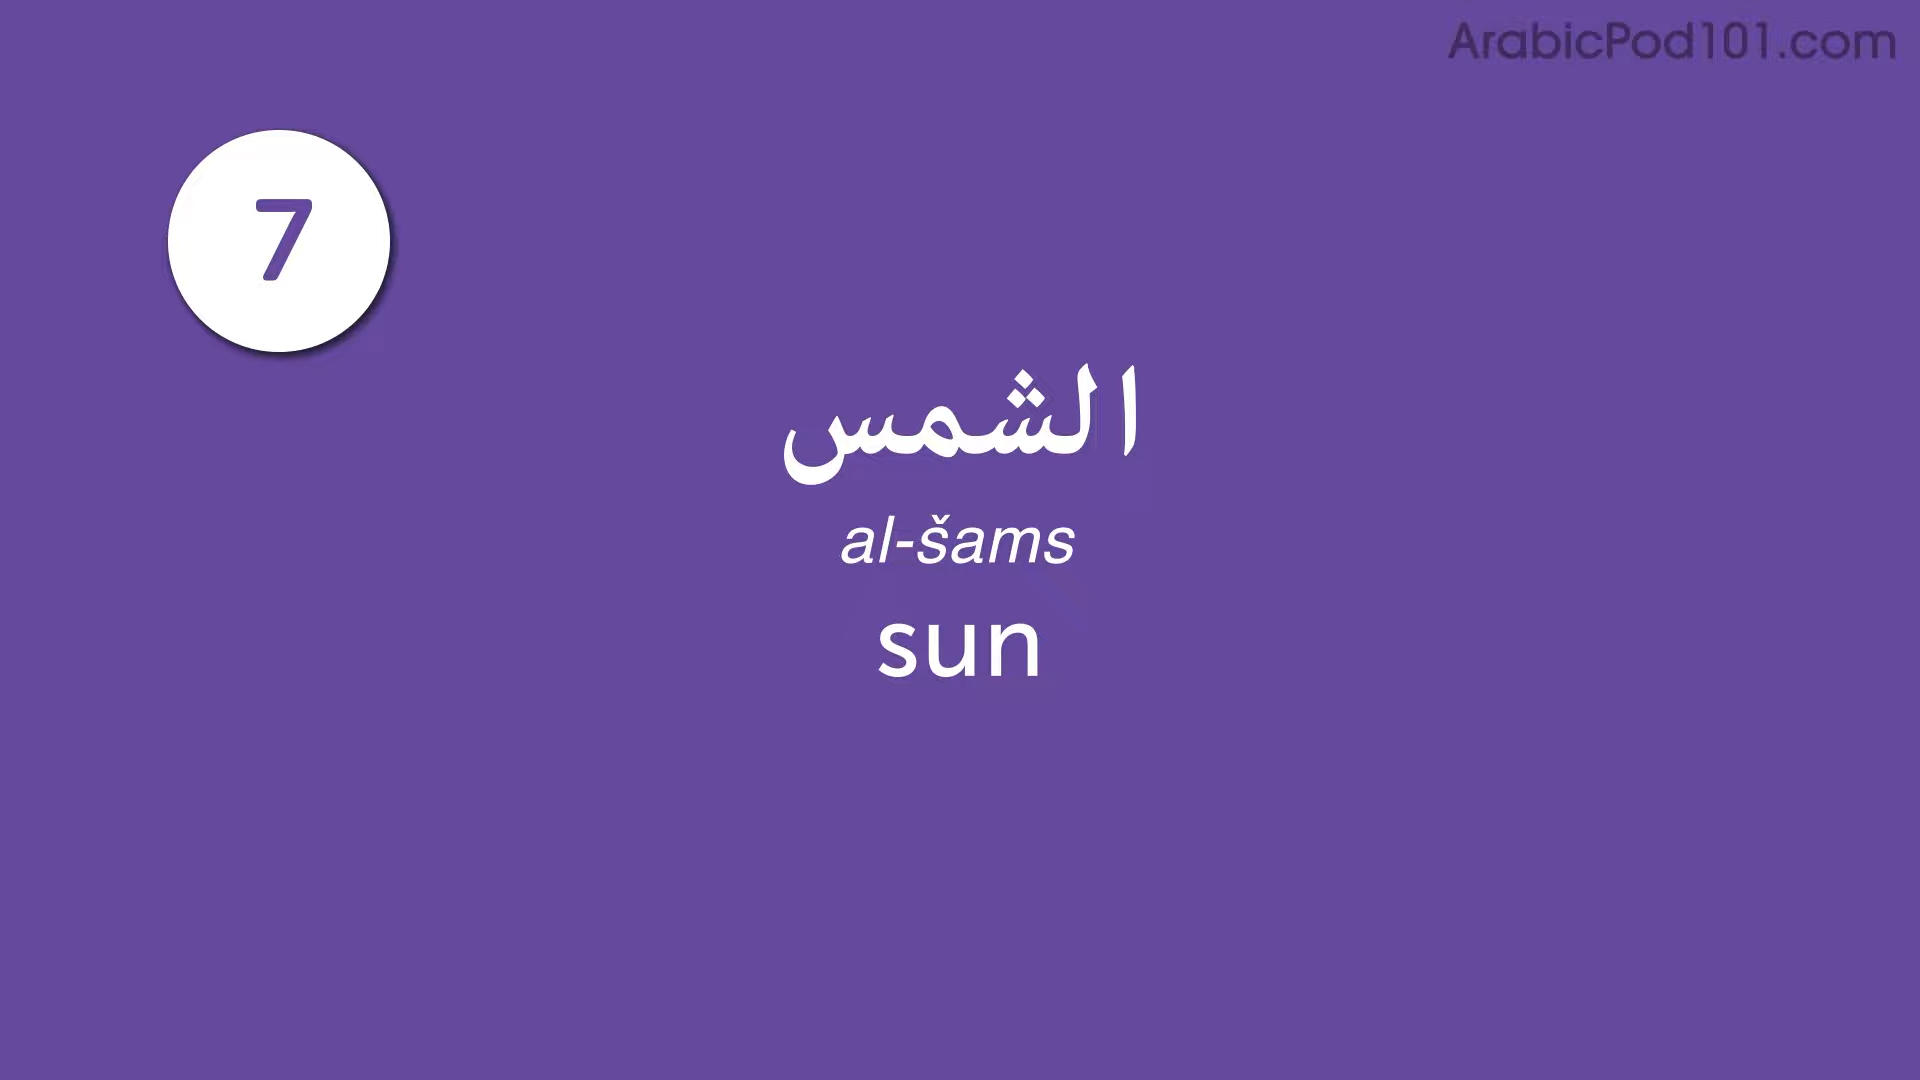 ArabicPod101.com
7
الشمس
al-šams
sun